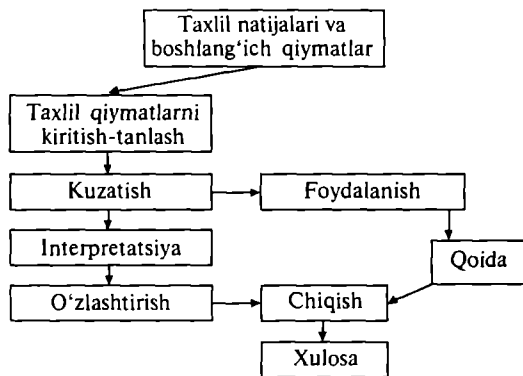 Taxlil natijalari va
boshlang‘ich qiymatlar
Taxlil qiymatlarni
kiritish-tanlash
Kuzatish
Foydalanish
Interpretatsiya
Qoida
O‘zlashtirish
Chiqish
Xulosa